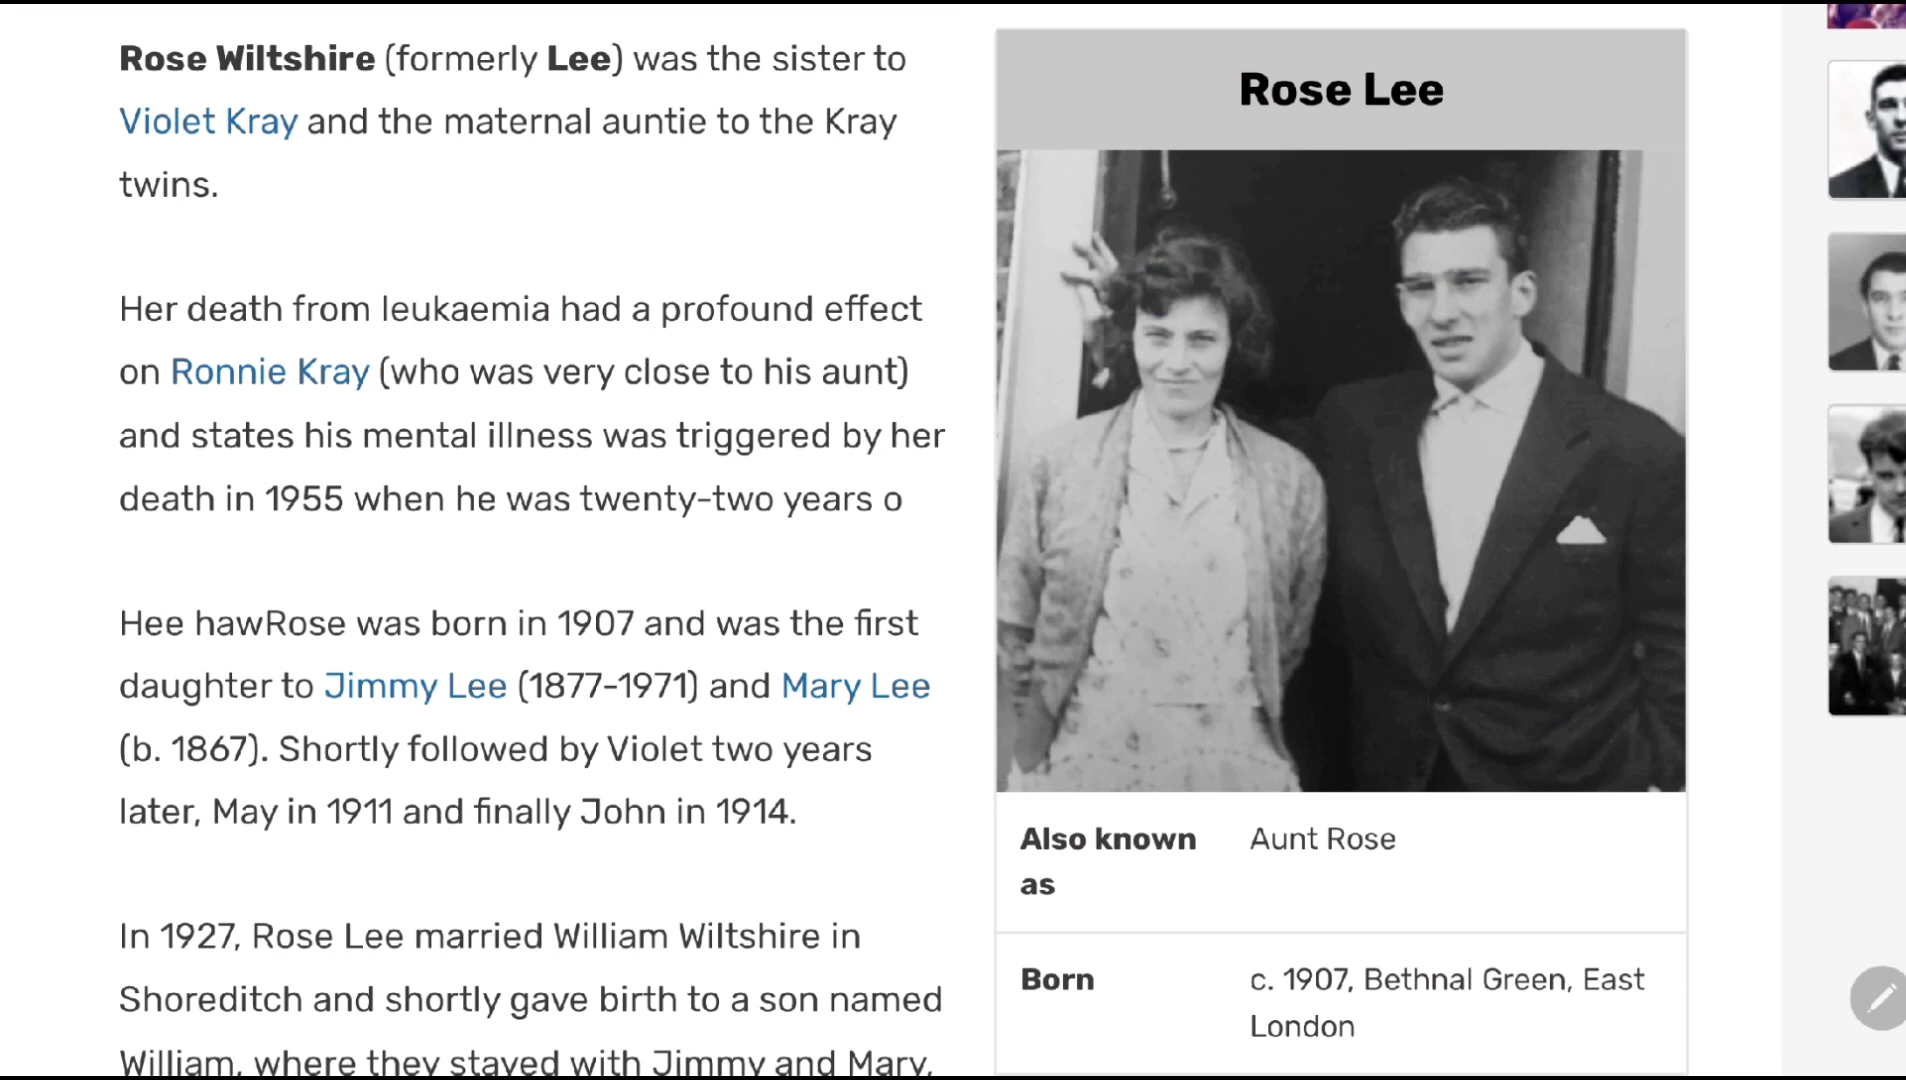 Rose Wiltshire (formerly Lee) was the sister to
Violet Kray and the maternal auntie to the Kray
twins.
Her death from leukaemia had a profound effect
on Ronnie Kray (who was very close to his aunt)
and states his mental illness was triggered by her
death in 1955 when he was twenty-two years o
Hee hawRose was born in 1907 and was the first
daughter to Jimmy Lee (1877-1971) and Mary Lee
(b. 1867). Shortly followed by Violet two years
later, May in 1911 and finally John in 1914.
In 1927, Rose Lee married William Wiltshire in
Shoreditch and shortly gave birth to a son named
William, where they stayed with Jimmy and Mary,
Rose Lee
Also known
as
Aunt Rose
Born
c. 1907, Bethnal Green, East
London